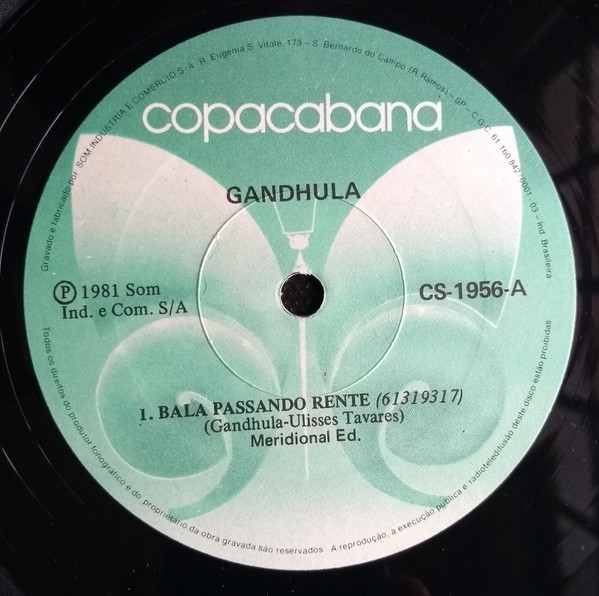 Gravado e fabricado por SOM INDUSTRIA E COMERCIO S.A. R. Eugenia S. Vitale, 173 - S. Bernardo do Campo (R. Ramos) - SP - C.G.C. 61 160 842 0001-03 - Ind. Brasileira
copacabana
GANDHULA
℗ 1981 Som
Ind. e Com. S/A
CS-1956-A
1. BALA PASSANDO RENTE (61319317)
(Gandhula-Ulisses Tavares)
Meridional Ed.
Todos os direitos do produtor fonográfico e do proprietário da obra gravada são reservados A reprodução, a execução pública e radioteledifusão deste disco estão proibidas